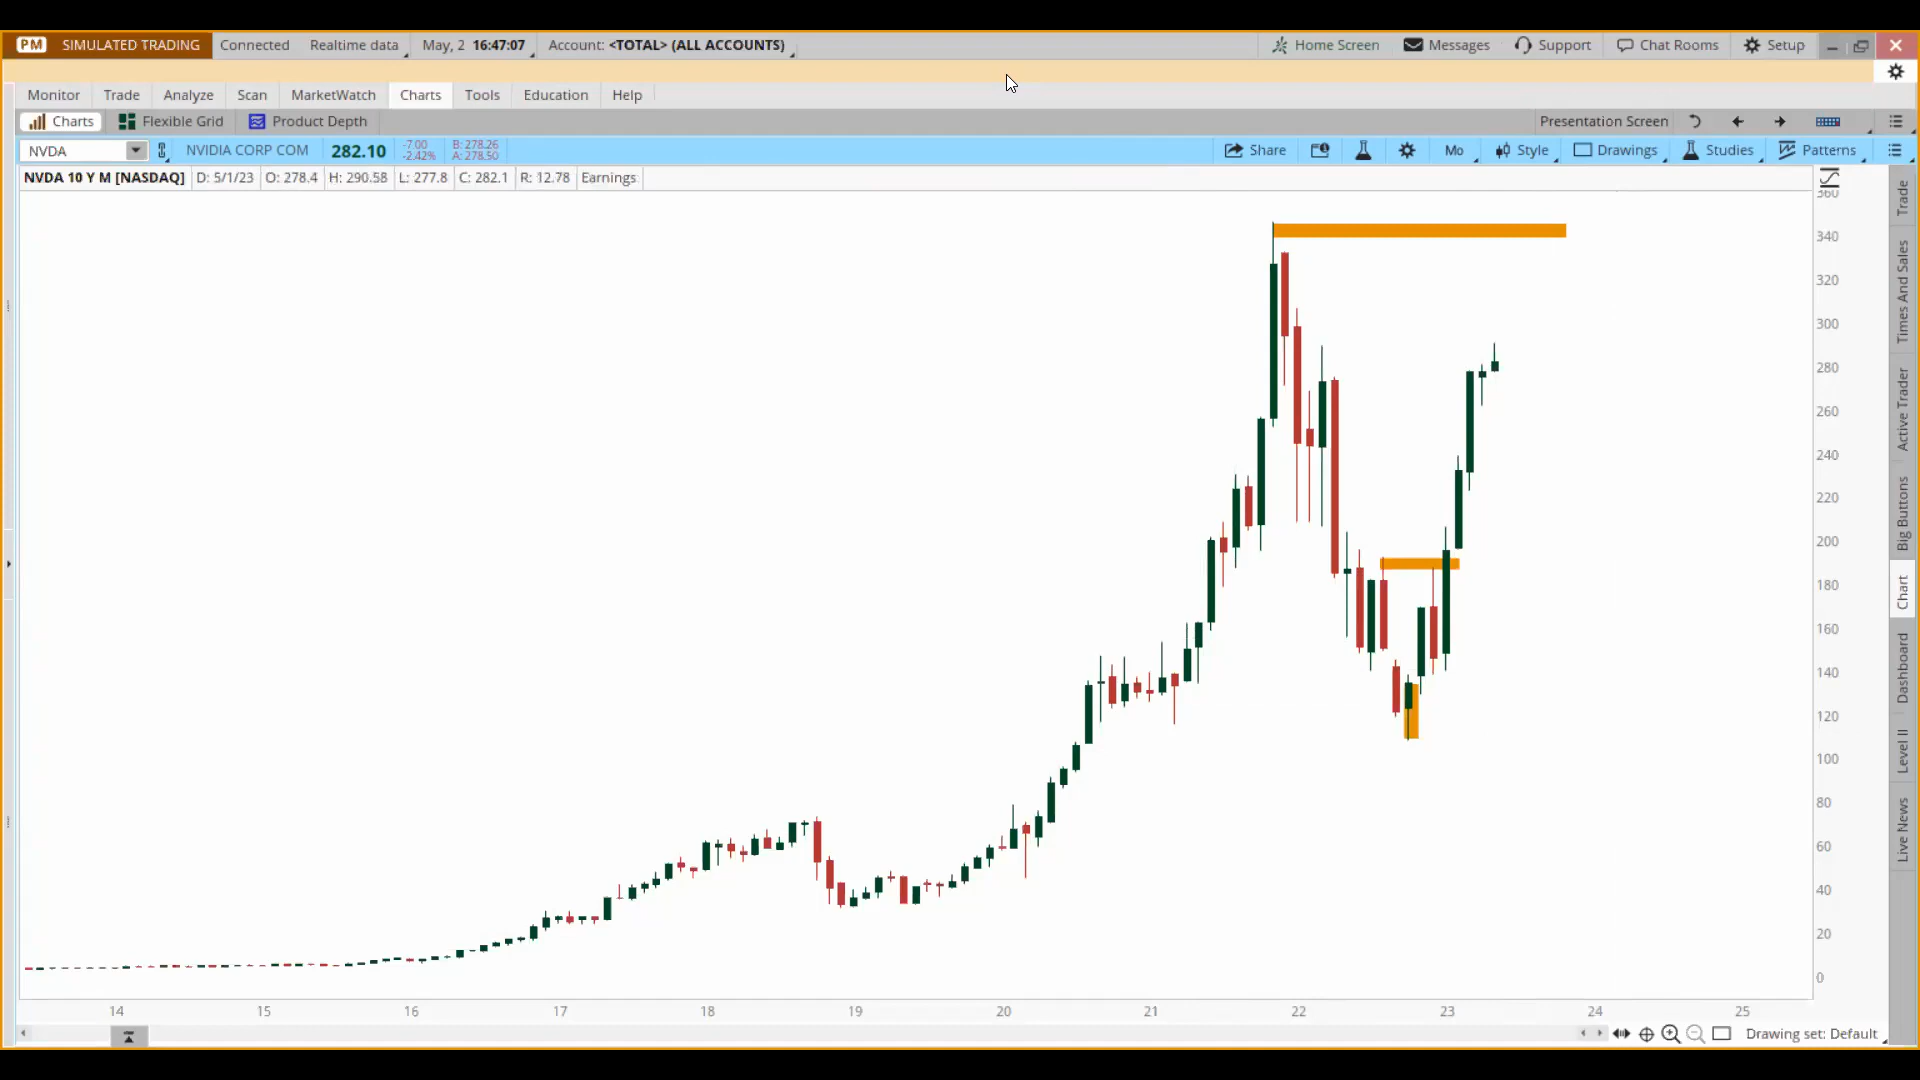 PM SIMULATED TRADING Connected Realtime data May, 2 16:47:07 Account: <TOTAL> (ALL ACCOUNTS) Home Screen Messages Support Chat Rooms Setup
Monitor Trade Analyze Scan MarketWatch Charts Tools Education Help
Charts Flexible Grid Product Depth Presentation Screen
NVDA NVIDIA CORP COM 282.10 -7.00 B: 278.26 Share Mo Style Drawings Studies Patterns
-2.42% A: 278.50
NVDA 10 Y M [NASDAQ] D: 5/1/23 O: 278.4 H: 290.58 L: 277.8 C: 282.1 R: 12.78 Earnings
360
340
320
300
280
260
240
220
200
180
160
140
120
100
80
60
40
20
0
14 15 16 17 18 19 20 21 22 23 24 25
Drawing set: Default
Trade
Times And Sales
Active Trader
Big Buttons
Chart
Dashboard
Level II
Live News